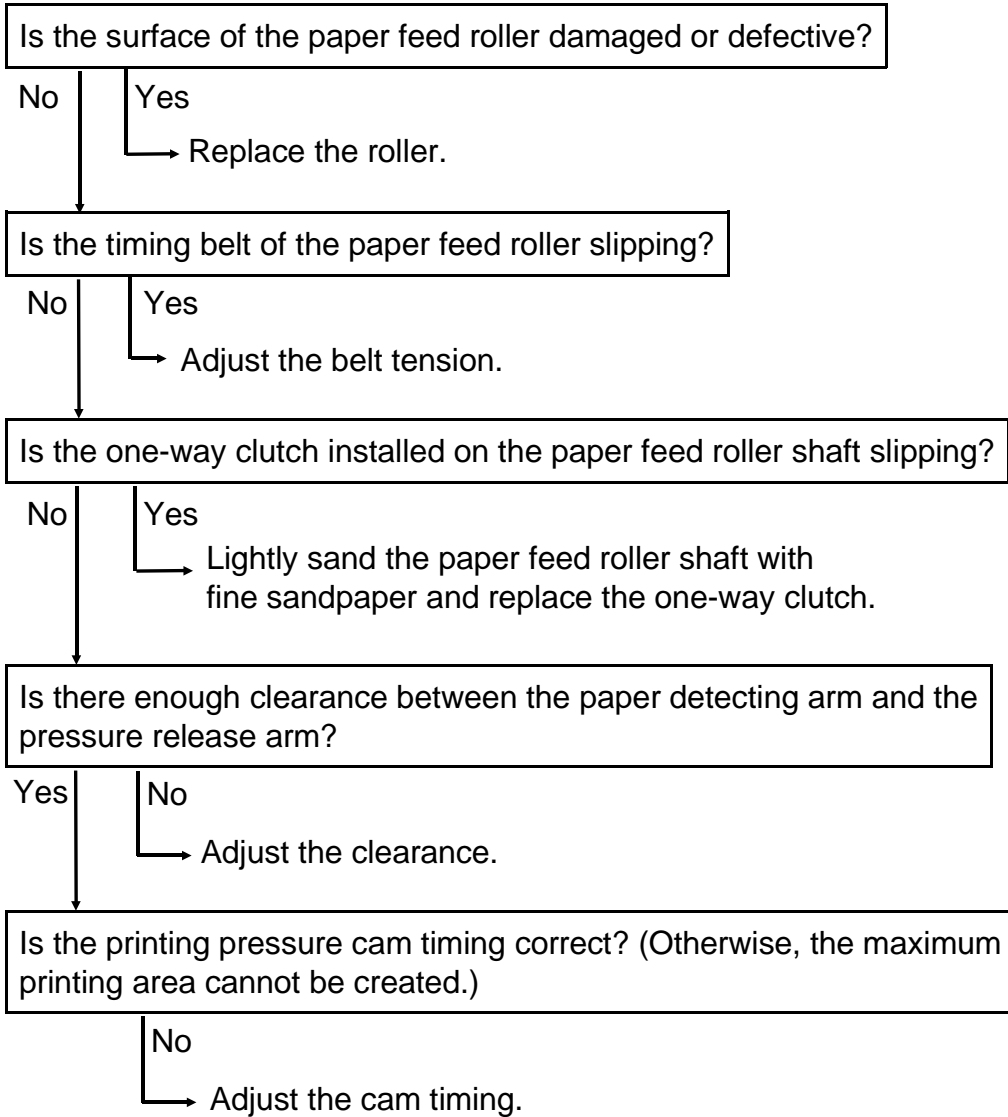 Is the surface of the paper feed roller damaged or defective?
No
Yes
Replace the roller.
Is the timing belt of the paper feed roller slipping?
No
Yes
Adjust the belt tension.
Is the one-way clutch installed on the paper feed roller shaft slipping?
No
Yes
Lightly sand the paper feed roller shaft with
fine sandpaper and replace the one-way clutch.
Is there enough clearance between the paper detecting arm and the
pressure release arm?
Yes
No
Adjust the clearance.
Is the printing pressure cam timing correct? (Otherwise, the maximum
printing area cannot be created.)
No
Adjust the cam timing.